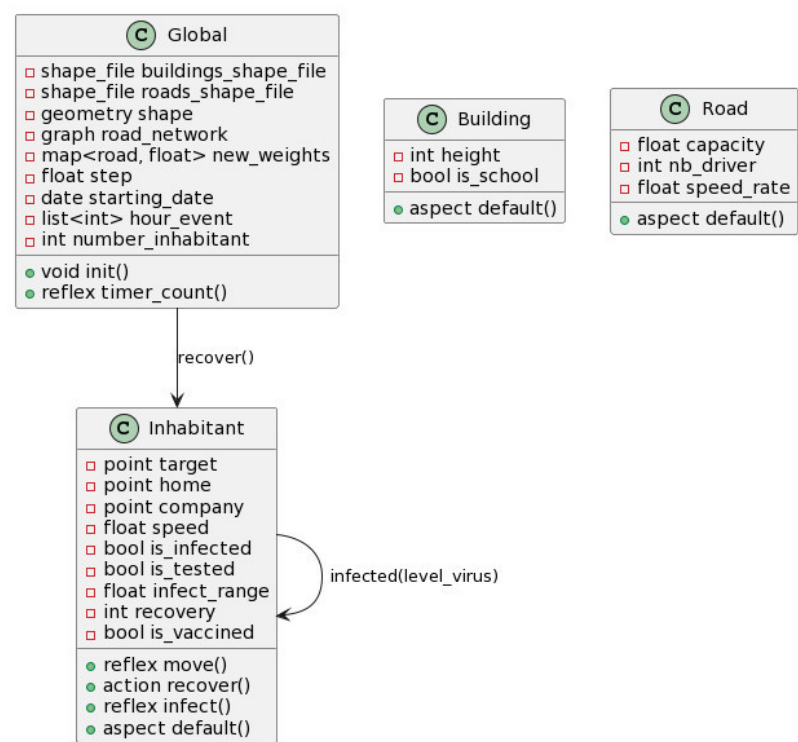 C Global
shape_file buildings_shape_file
shape_file roads_shape_file
geometry shape
graph road_network
map<road, float> new_weights
float step
date starting_date
list<int> hour_event
int number_inhabitant
void init()
reflex timer_count()
C Building
int height
bool is_school
aspect default()
C Road
float capacity
int nb_driver
float speed_rate
aspect default()
recover()
C Inhabitant
point target
point home
point company
float speed
bool is_infected
bool is_tested
float infect_range
int recovery
bool is_vaccined
reflex move()
action recover()
reflex infect()
aspect default()
infected(level_virus)